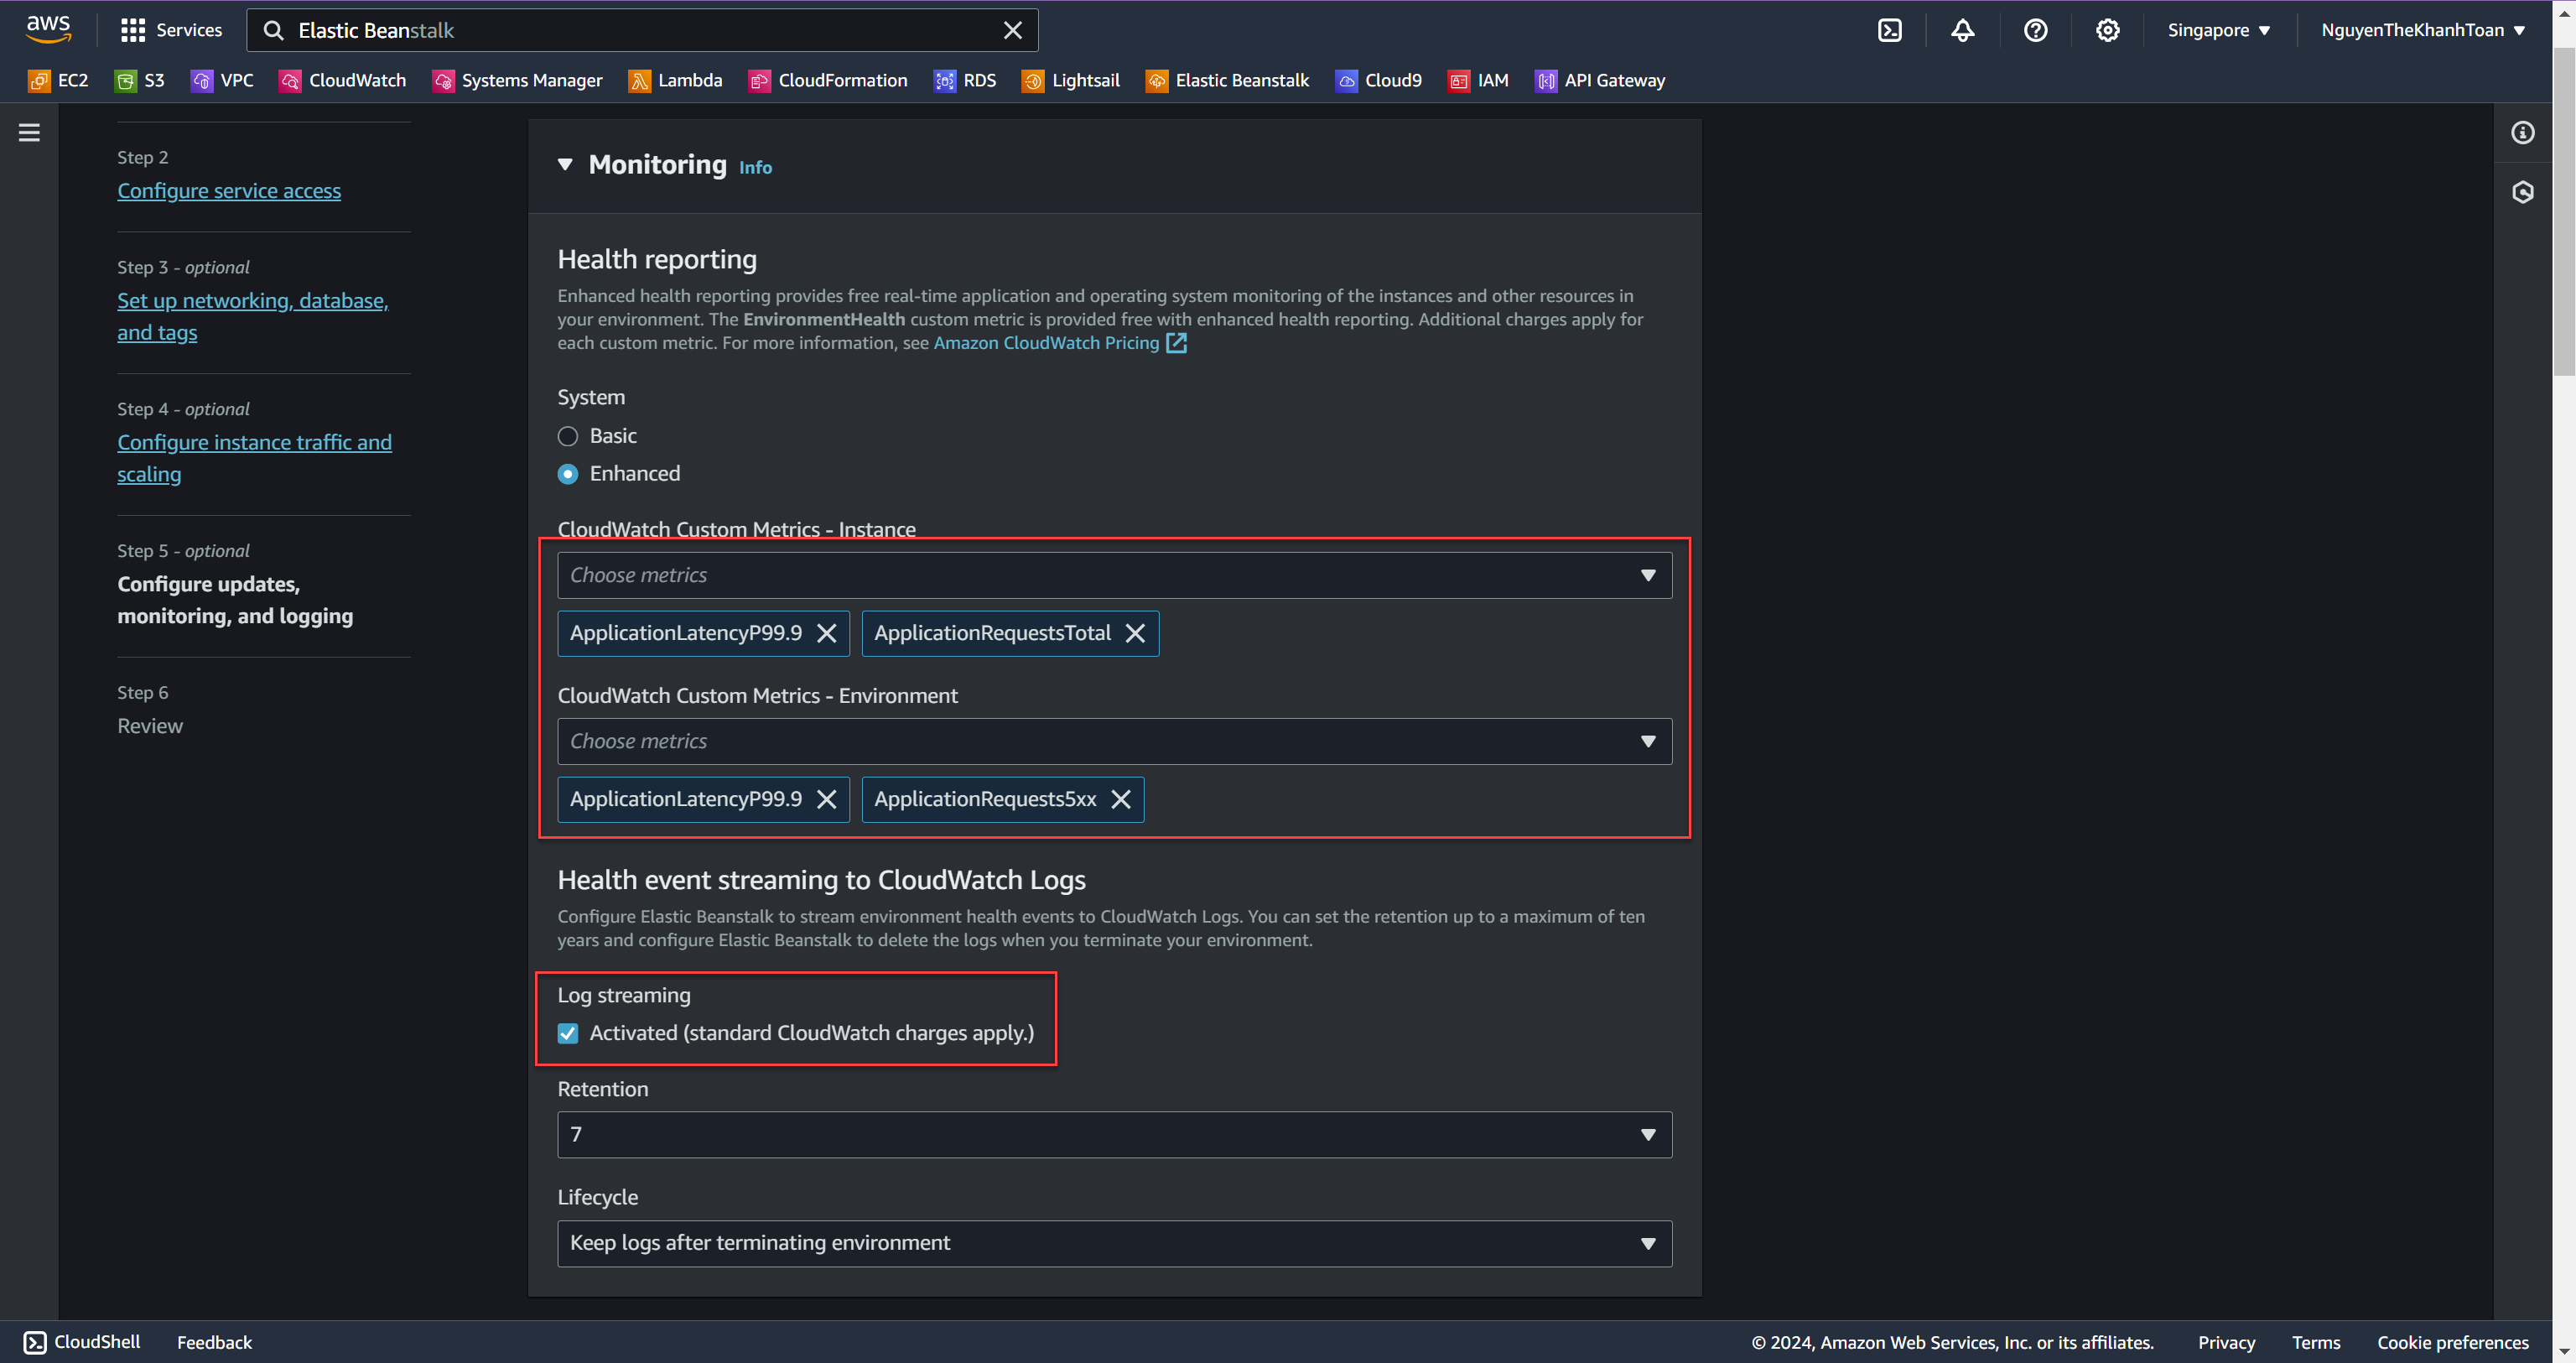 aws
Services
Elastic Beanstalk
Singapore
NguyenTheKhanhToan
EC2
S3
VPC
CloudWatch
Systems Manager
Lambda
CloudFormation
RDS
Lightsail
Elastic Beanstalk
Cloud9
IAM
API Gateway
Step 2
Configure service access
Step 3 - optional
Set up networking, database,
and tags
Step 4 - optional
Configure instance traffic and
scaling
Step 5 - optional
Configure updates,
monitoring, and logging
Step 6
Review
Monitoring Info
Health reporting
Enhanced health reporting provides free real-time application and operating system monitoring of the instances and other resources in
your environment. The EnvironmentHealth custom metric is provided free with enhanced health reporting. Additional charges apply for
each custom metric. For more information, see Amazon CloudWatch Pricing
System
Basic
Enhanced
CloudWatch Custom Metrics - Instance
Choose metrics
ApplicationLatencyP99.9
ApplicationRequestsTotal
CloudWatch Custom Metrics - Environment
Choose metrics
ApplicationLatencyP99.9
ApplicationRequests5xx
Health event streaming to CloudWatch Logs
Configure Elastic Beanstalk to stream environment health events to CloudWatch Logs. You can set the retention up to a maximum of ten
years and configure Elastic Beanstalk to delete the logs when you terminate your environment.
Log streaming
Activated (standard CloudWatch charges apply.)
Retention
7
Lifecycle
Keep logs after terminating environment
CloudShell
Feedback
© 2024, Amazon Web Services, Inc. or its affiliates.
Privacy
Terms
Cookie preferences